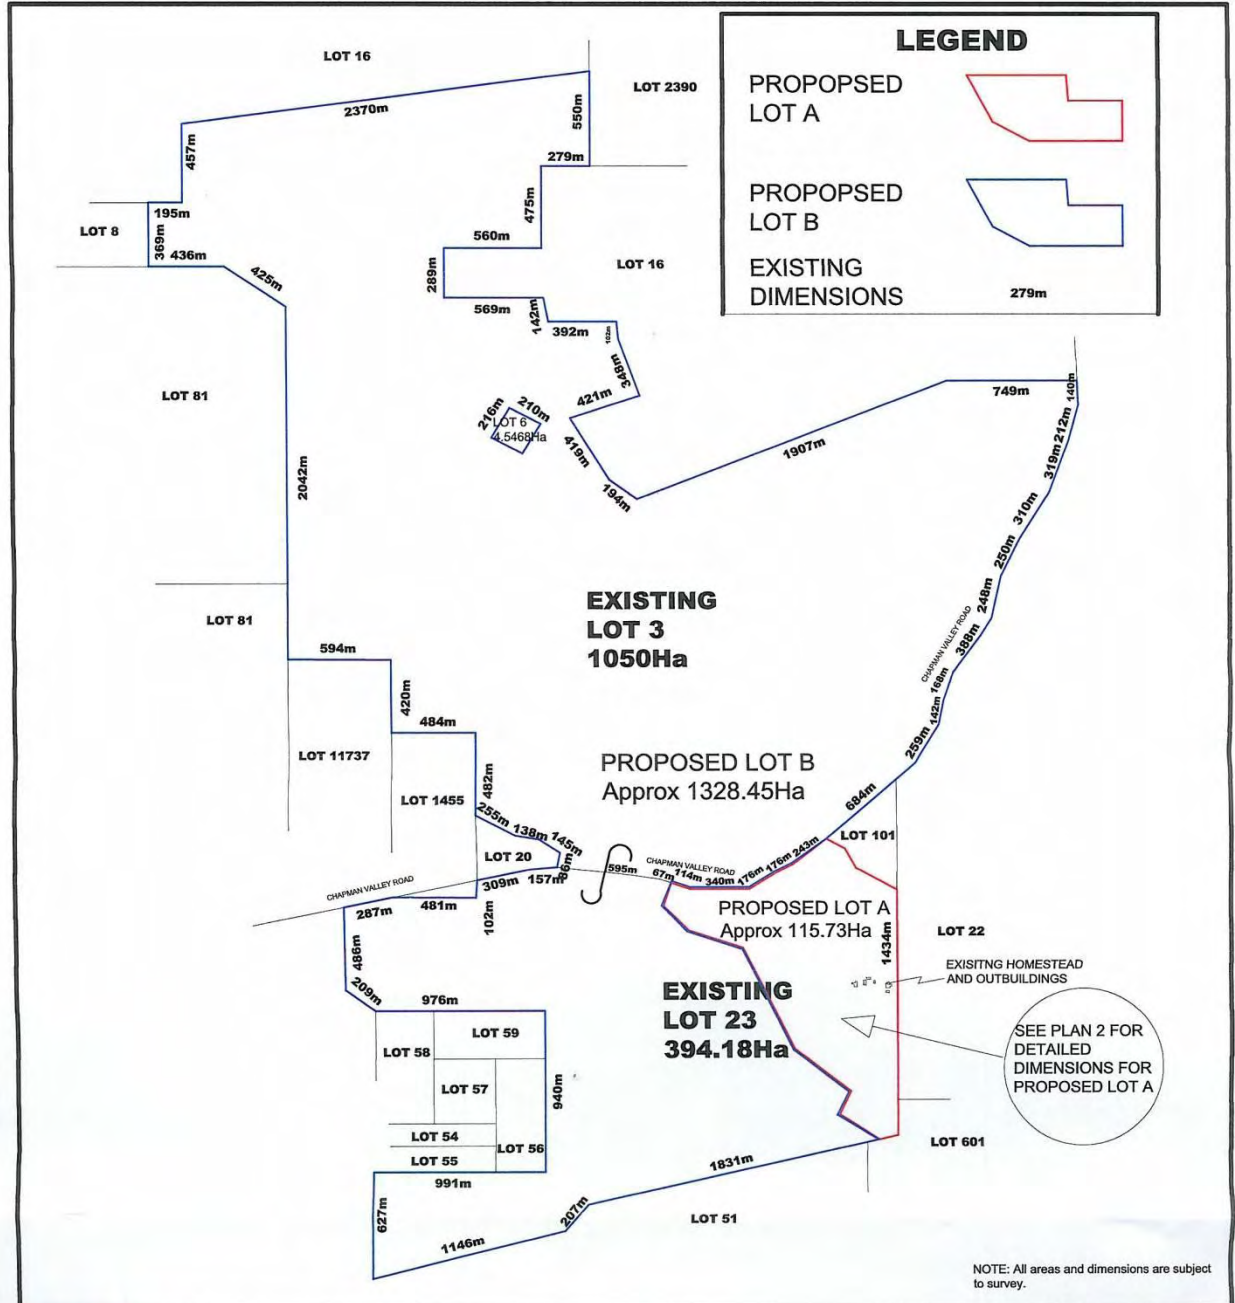 LEGEND
PROPOPSED
LOT A
PROPOPSED
LOT B
EXISTING
DIMENSIONS
279m
LOT 16
2370m
550m
LOT 2390
457m
279m
195m
475m
LOT 8
369m
436m
560m
425m
289m
LOT 16
569m
142m
392m
102m
348m
LOT 81
421m
216m
210m
LOT 6
4.5468Ha
419m
194m
1907m
749m
140m
212m
319m
310m
250m
248m
388m
CHAPMAN VALLEY ROAD
168m
142m
259m
684m
2042m
LOT 81
594m
420m
484m
EXISTING
LOT 3
1050Ha
LOT 11737
482m
LOT 1455
PROPOSED LOT B
Approx 1328.45Ha
255m
138m
145m
86m
LOT 20
595m
CHAPMAN VALLEY ROAD
67m
114m
340m
176m
176m
243m
LOT 101
CHAPMAN VALLEY ROAD
309m
157m
287m
481m
102m
PROPOSED LOT A
Approx 115.73Ha
1434m
LOT 22
486m
209m
976m
EXISITNG HOMESTEAD
AND OUTBUILDINGS
EXISTING
LOT 23
394.18Ha
SEE PLAN 2 FOR
DETAILED
DIMENSIONS FOR
PROPOSED LOT A
LOT 59
LOT 58
LOT 57
940m
LOT 54
LOT 56
LOT 55
991m
LOT 601
1831m
627m
207m
LOT 51
1146m
NOTE: All areas and dimensions are subject
to survey.